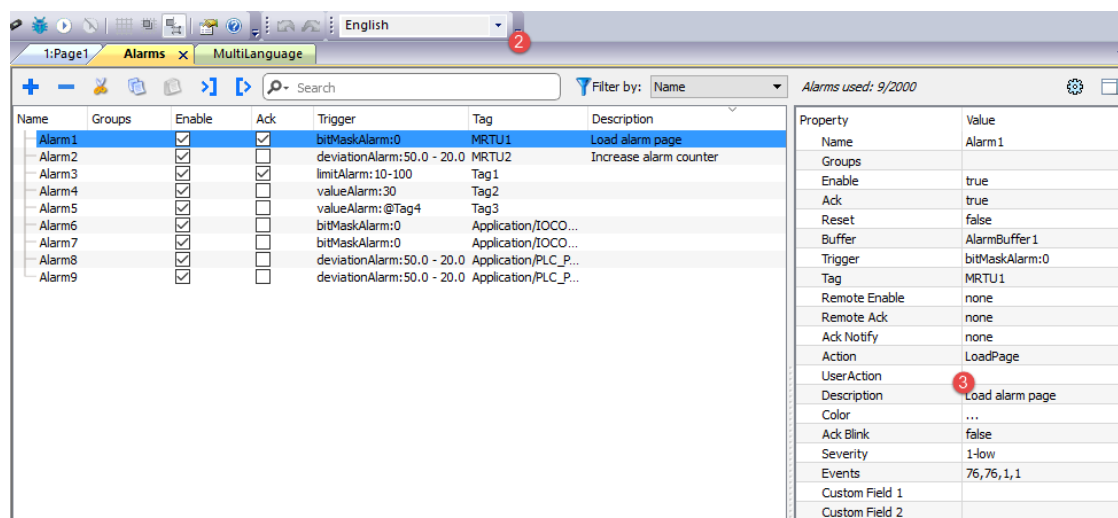 English
2
1:Page1 Alarms MultiLanguage
Search Filter by: Name Alarms used: 9/2000
Name Groups Enable Ack Trigger Tag Description
Alarm1 bitMaskAlarm:0 MRTU1 Load alarm page
Alarm2 deviationAlarm:50.0 - 20.0 MRTU2 Increase alarm counter
Alarm3 limitAlarm:10-100 Tag1
Alarm4 valueAlarm:30 Tag2
Alarm5 valueAlarm:@Tag4 Tag3
Alarm6 bitMaskAlarm:0 Application/IOCO...
Alarm7 bitMaskAlarm:0 Application/IOCO...
Alarm8 deviationAlarm:50.0 - 20.0 Application/PLC_P...
Alarm9 deviationAlarm:50.0 - 20.0 Application/PLC_P...
Property Value
Name Alarm1
Groups
Enable true
Ack true
Reset false
Buffer AlarmBuffer1
Trigger bitMaskAlarm:0
Tag MRTU1
Remote Enable none
Remote Ack none
Ack Notify none
Action LoadPage
UserAction
3
Description Load alarm page
Color ...
Ack Blink false
Severity 1-low
Events 76,76,1,1
Custom Field 1
Custom Field 2